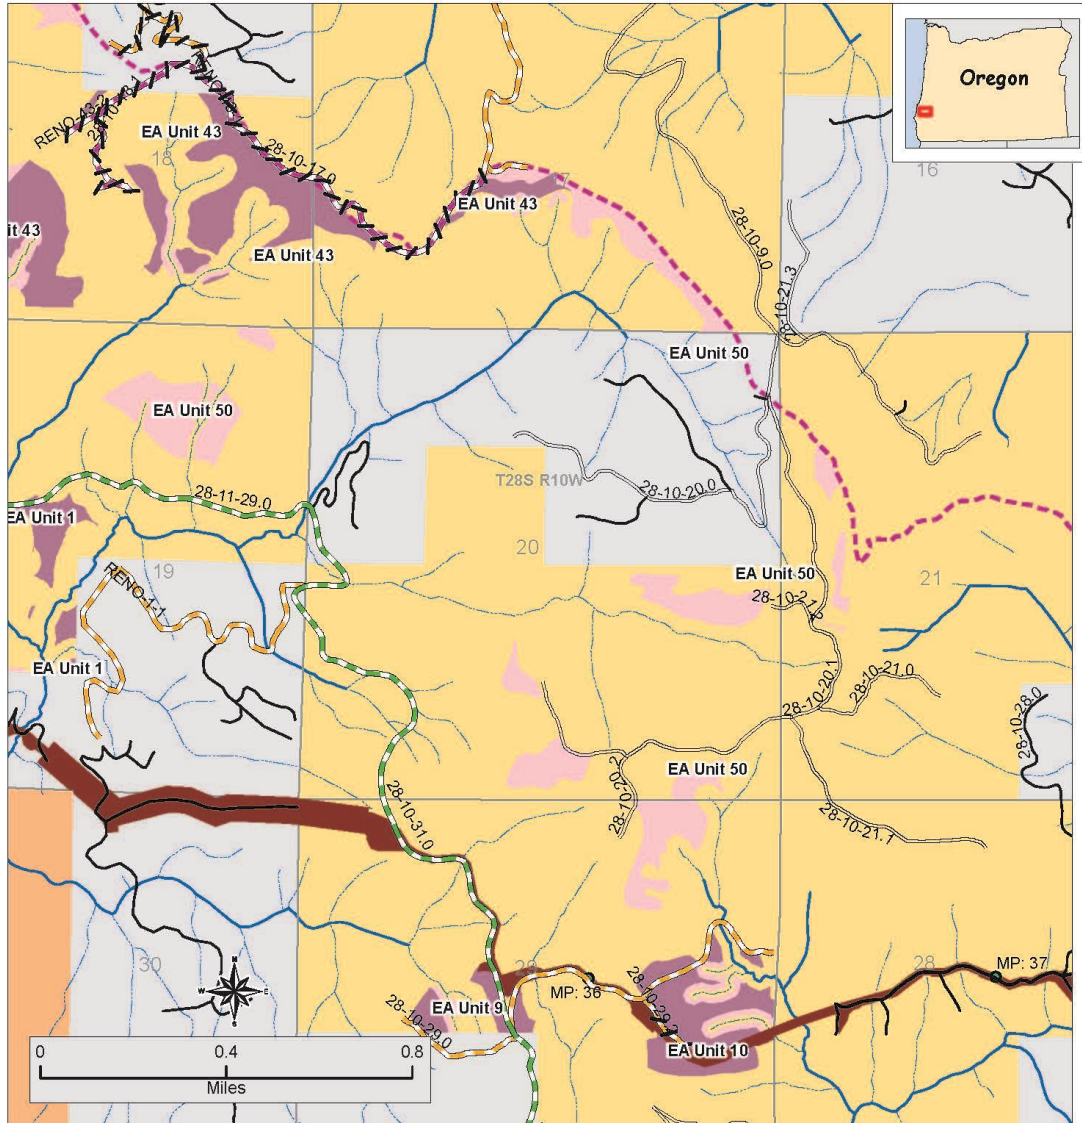 Oregon
RENO-43-2
EA Unit 43
18
28-10-17.0
EA Unit 43
17
16
it 43
EA Unit 43
28-10-9.0
28-10-21.3
EA Unit 50
EA Unit 50
T28S R10W
28-10-20.0
28-11-29.0
EA Unit 1
20
19
RENO-1-1
EA Unit 50
21
EA Unit 1
28-10-20.1
28-10-21.0
28-10-28.0
EA Unit 50
28-10-20.2
28-10-31.0
28-10-21.1
30
29
28
MP: 37
MP: 36
N
W
E
S
EA Unit 9
28-10-29.0
EA Unit 10
0
0.4
0.8
Miles